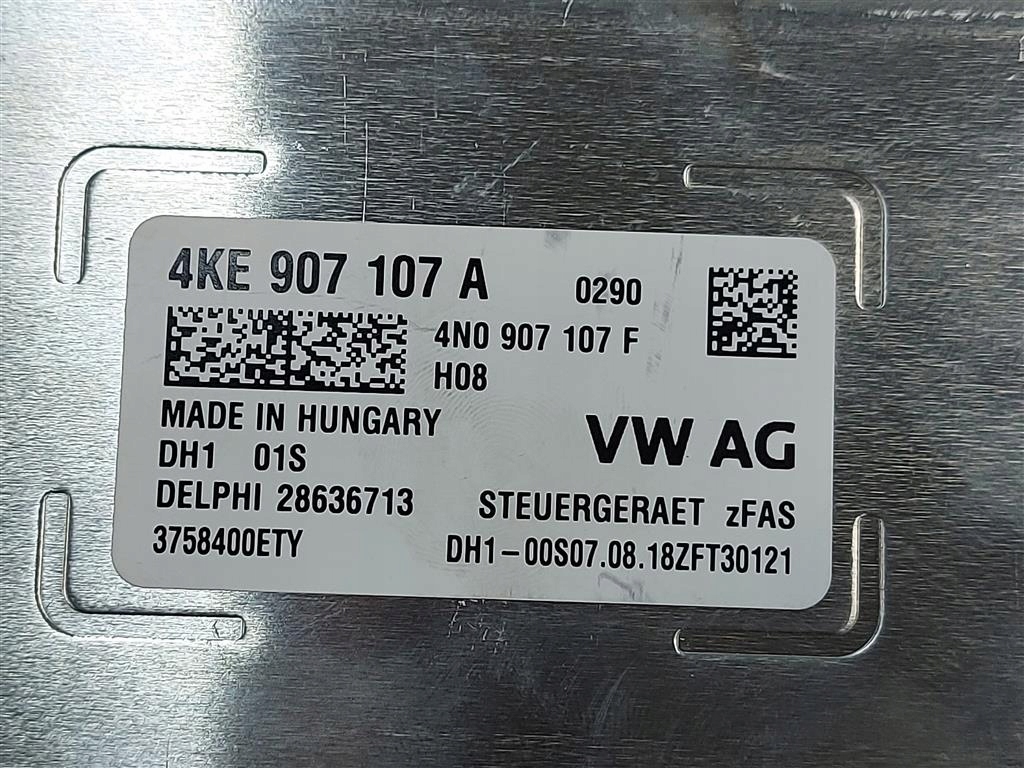 4KE 907 107 A 0290
4N0 907 107 F
H08
MADE IN HUNGARY
VW AG
DH1 01S
DELPHI 28636713
STEUERGERAET zFAS
3758400ETY
DH1-00S07.08.18ZFT30121